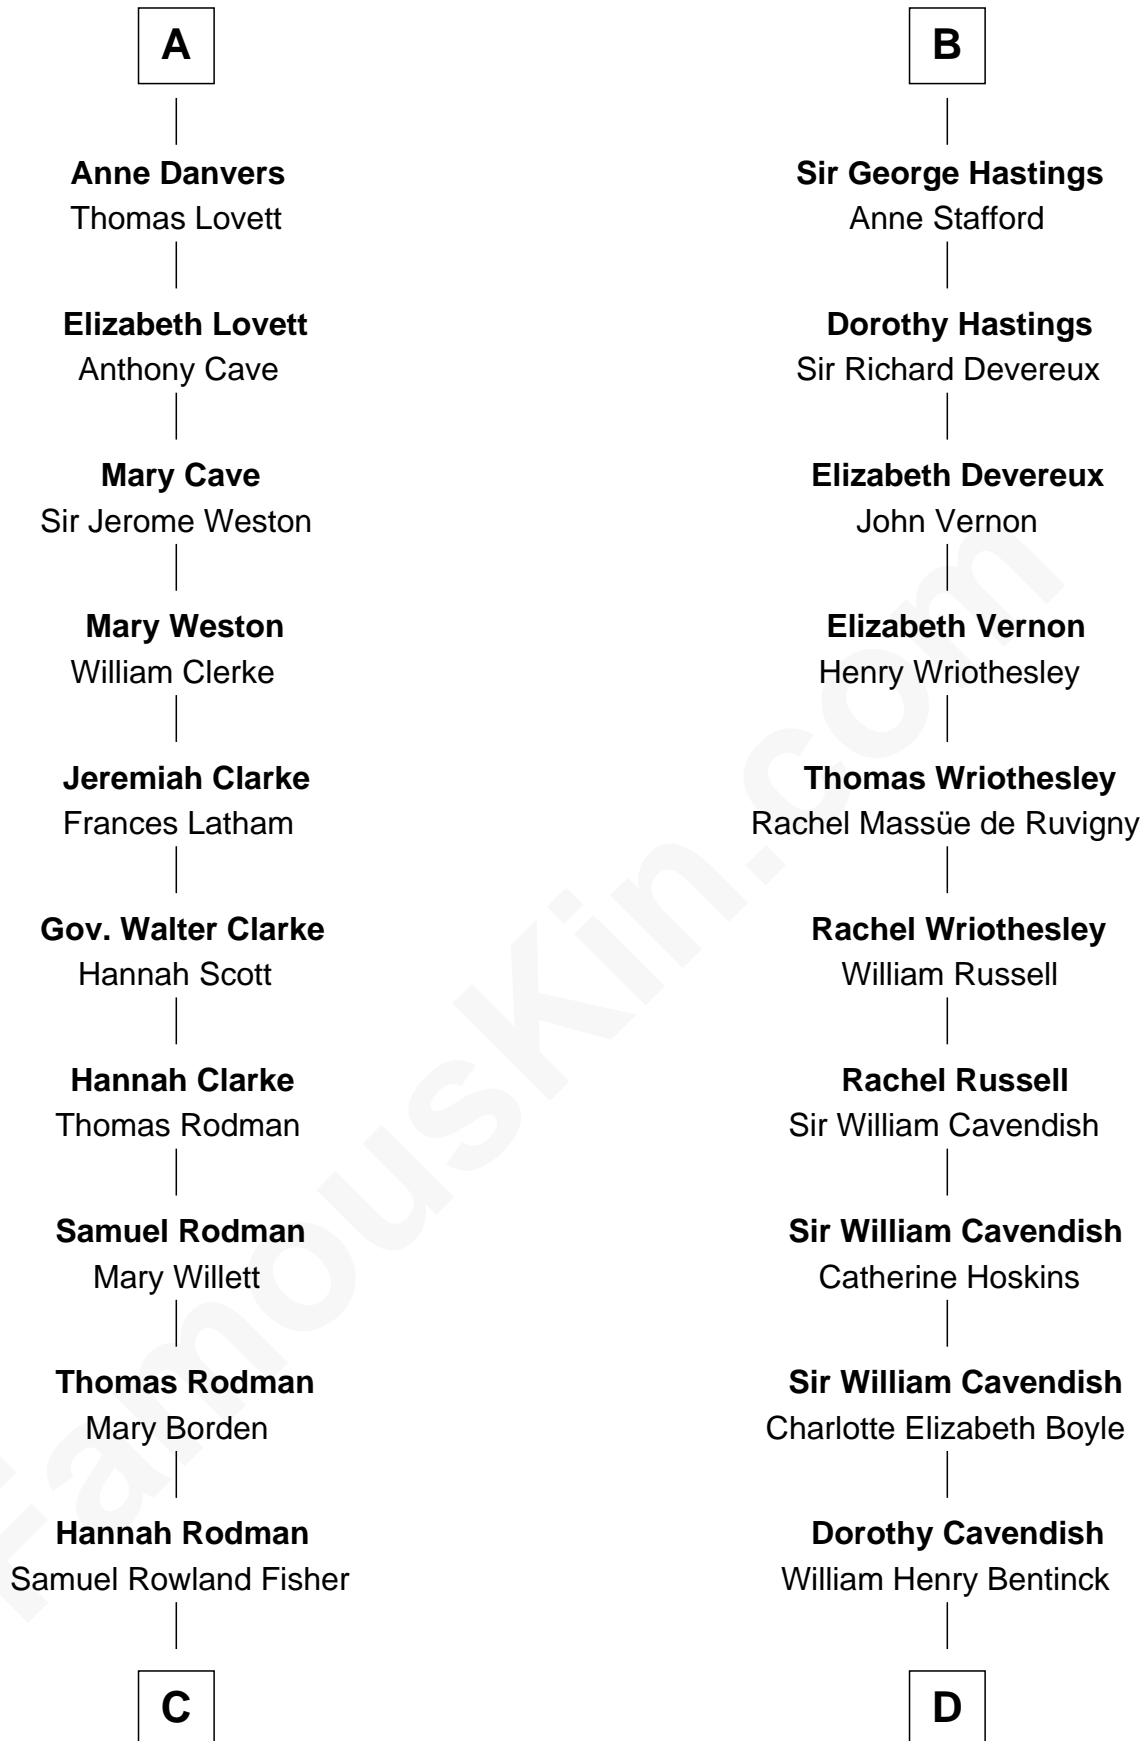 A
Anne Danvers
Thomas Lovett
Elizabeth Lovett
Anthony Cave
Mary Cave
Sir Jerome Weston
Mary Weston
William Clerke
Jeremiah Clarke
Frances Latham
Gov. Walter Clarke
Hannah Scott
Hannah Clarke
Thomas Rodman
Samuel Rodman
Mary Willett
Thomas Rodman
Mary Borden
Hannah Rodman
Samuel Rowland Fisher
C
B
Sir George Hastings
Anne Stafford
Dorothy Hastings
Sir Richard Devereux
Elizabeth Devereux
John Vernon
Elizabeth Vernon
Henry Wriothesley
Thomas Wriothesley
Rachel Massüe de Ruvigny
Rachel Wriothesley
William Russell
Rachel Russell
Sir William Cavendish
Sir William Cavendish
Catherine Hoskins
Sir William Cavendish
Charlotte Elizabeth Boyle
Dorothy Cavendish
William Henry Bentinck
D
FamousKin.com